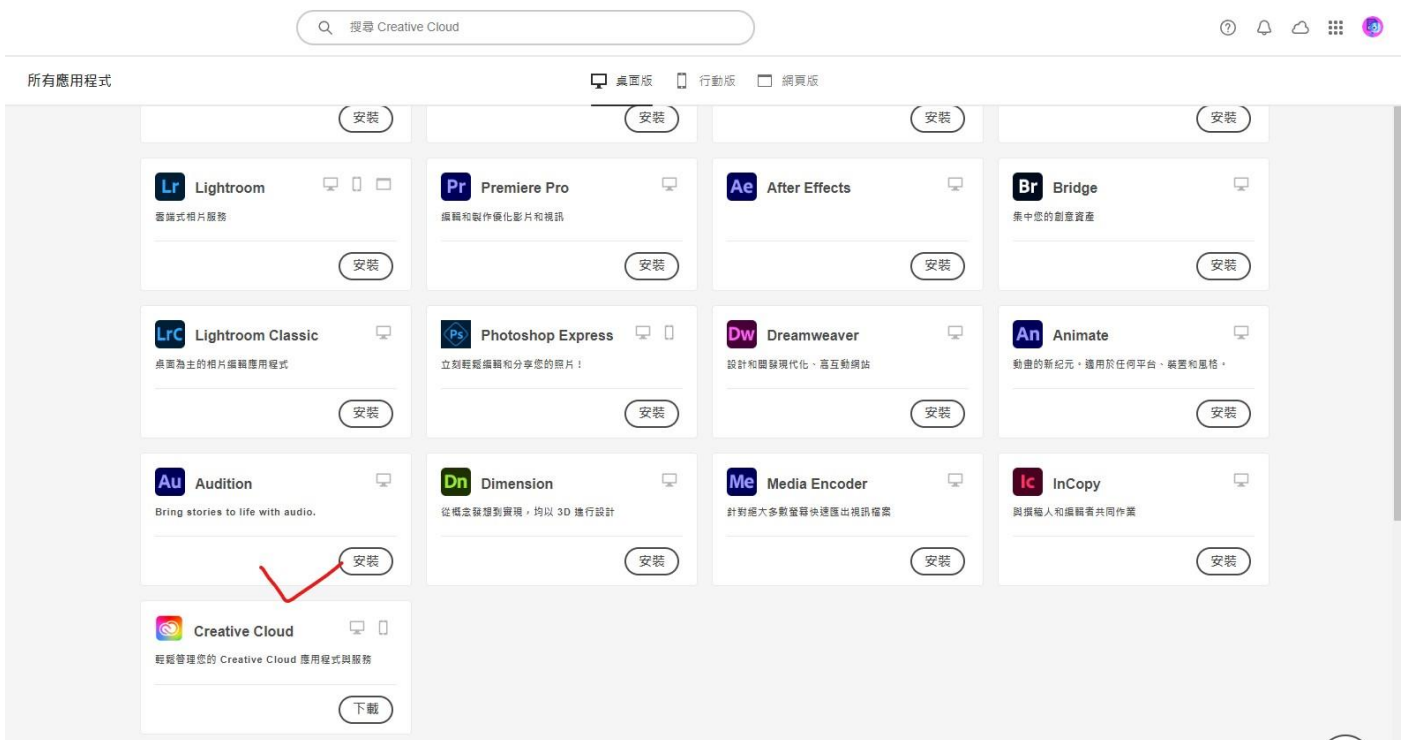 搜尋 Creative Cloud
所有應用程式
桌面版 行動版 網頁版
安裝 安裝 安裝 安裝
Lr Lightroom Pr Premiere Pro Ae After Effects Br Bridge
雲端式相片服務 編輯和製作優化影片和視訊 集中您的創意資產
安裝 安裝 安裝 安裝
LrC Lightroom Classic Ps Photoshop Express Dw Dreamweaver An Animate
桌面為主的相片編輯應用程式 立刻輕鬆編輯和分享您的照片！ 設計和開發現代化、高互動網站 動畫的新紀元。適用於任何平台、裝置和風格。
安裝 安裝 安裝 安裝
Au Audition Dn Dimension Me Media Encoder Ic InCopy
Bring stories to life with audio. 從概念發想到實現，均以 3D 進行設計 針對絕大多數螢幕快速匯出視訊檔案 與撰稿人和編輯者共同作業
安裝 安裝 安裝 安裝
Creative Cloud
輕鬆管理您的 Creative Cloud 應用程式與服務
下載